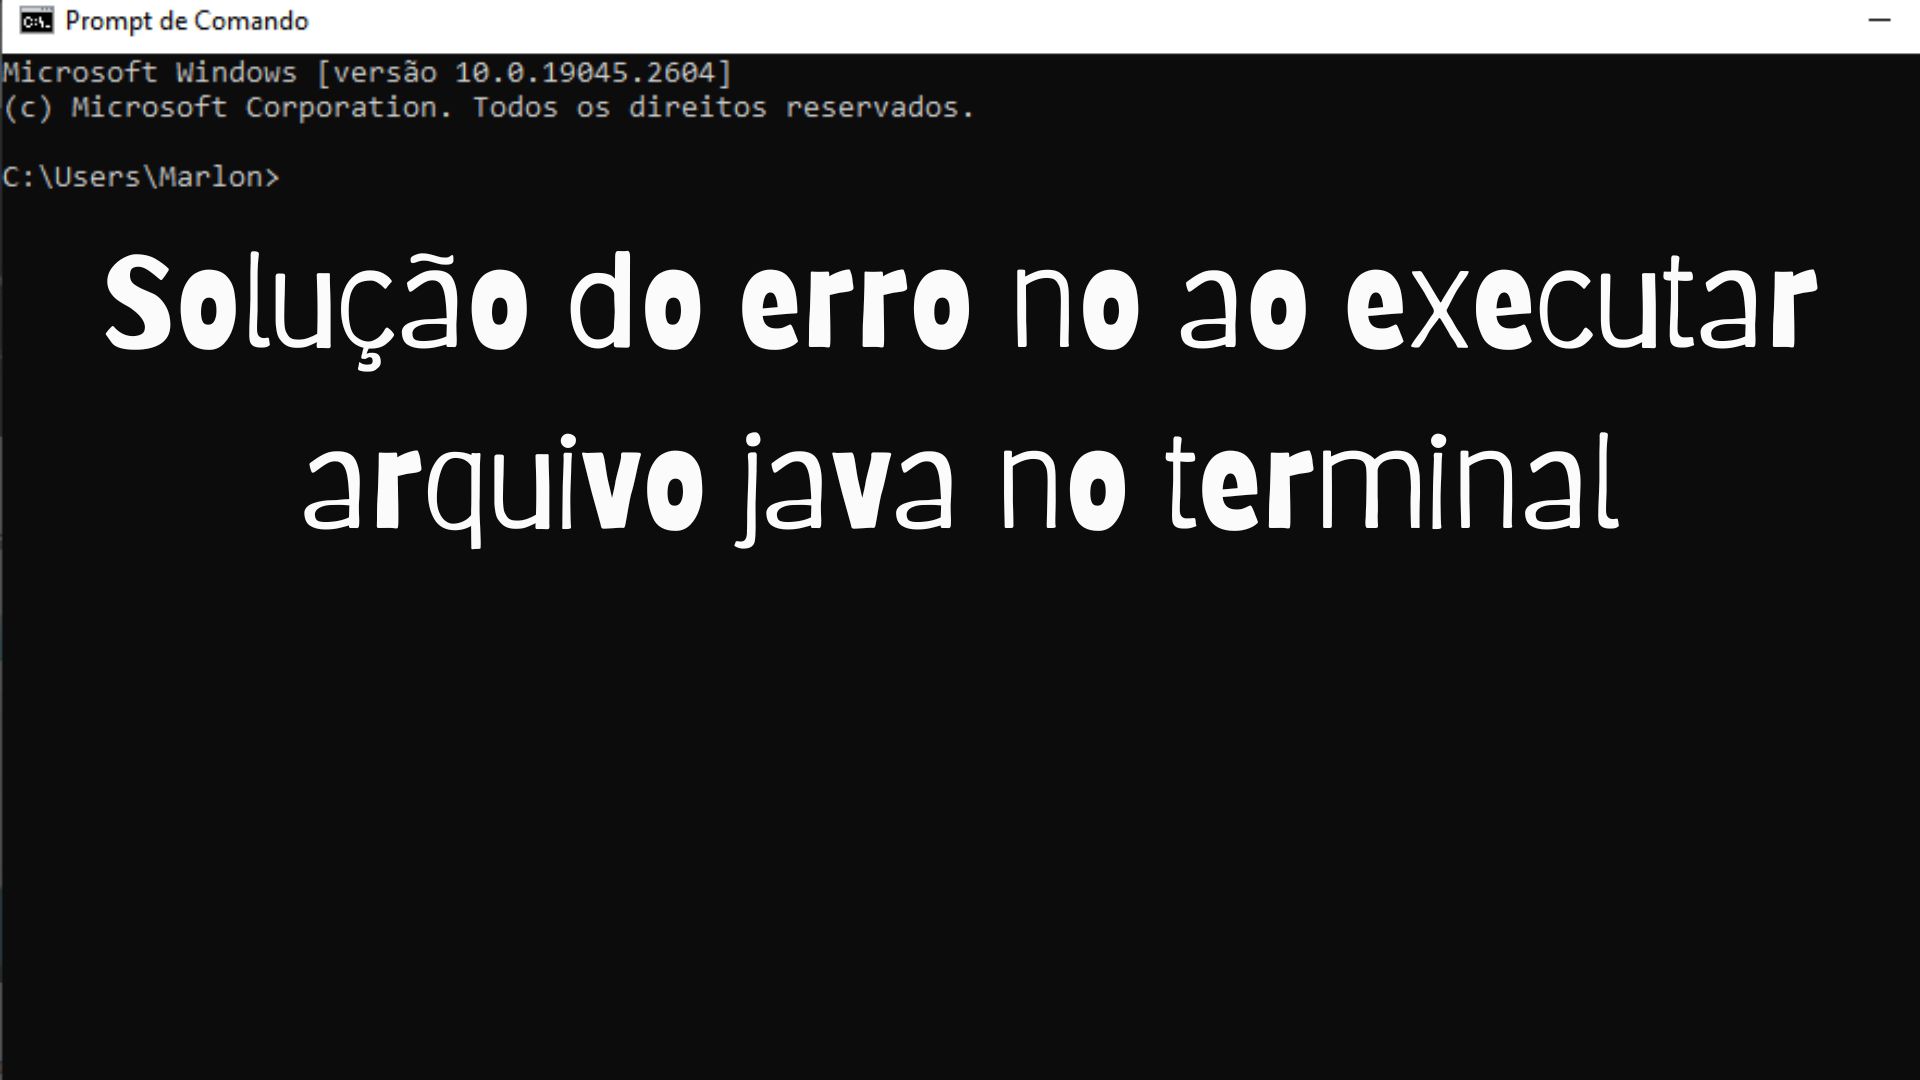 C:\. Prompt de Comando
Microsoft Windows [versão 10.0.19045.2604]
(c) Microsoft Corporation. Todos os direitos reservados.
C:\Users\Marlon>
Solução do erro no ao executar
arquivo java no terminal